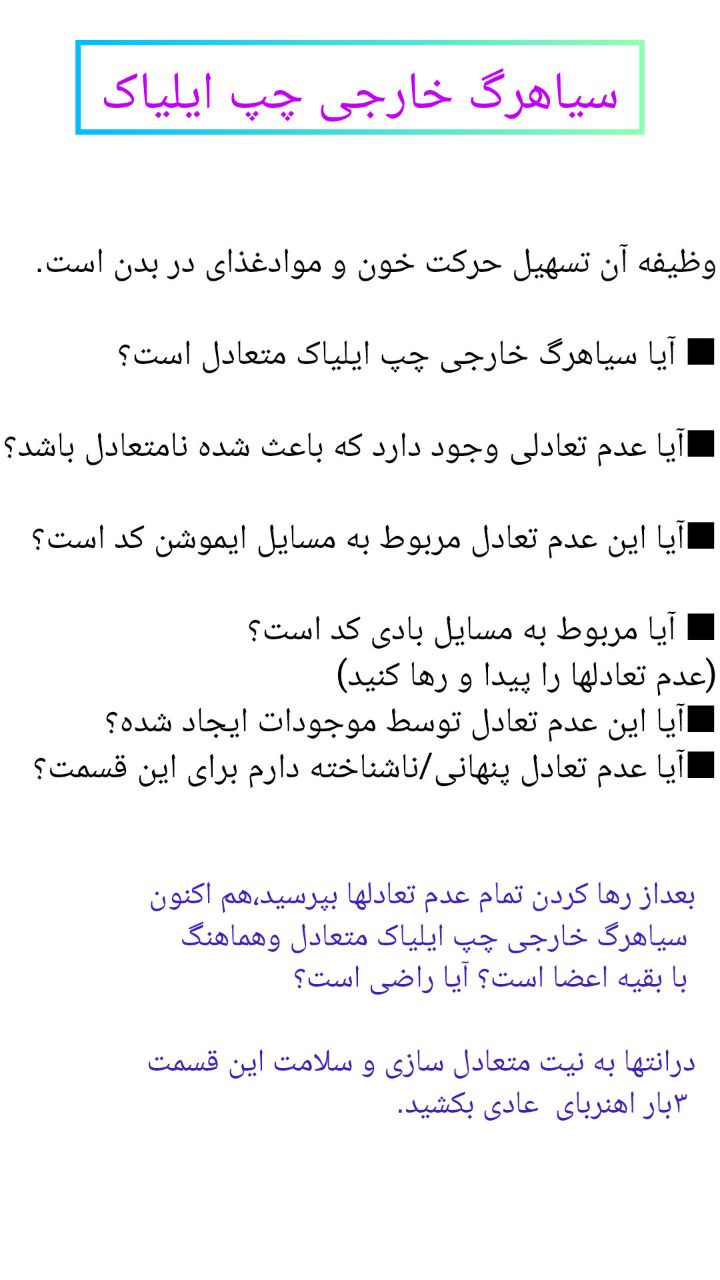 سیاهرگ خارجی چپ ایلیاک
وظیفه آن تسهیل حرکت خون و موادغذای در بدن است.
■ آیا سیاهرگ خارجی چپ ایلیاک متعادل است؟
■آیا عدم تعادلی وجود دارد که باعث شده نامتعادل باشد؟
■آیا این عدم تعادل مربوط به مسایل ایموشن کد است؟
■ آیا مربوط به مسایل بادی کد است؟
(عدم تعادلها را پیدا و رها کنید)
■آیا این عدم تعادل توسط موجودات ایجاد شده؟
■آیا عدم تعادل پنهانی/ناشناخته دارم برای این قسمت؟
بعداز رها کردن تمام عدم تعادلها بپرسید،هم اکنون
سیاهرگ خارجی چپ ایلیاک متعادل وهماهنگ
با بقیه اعضا است؟ آیا راضی است؟
درانتها به نیت متعادل سازی و سلامت این قسمت
۳بار اهنربای عادی بکشید.